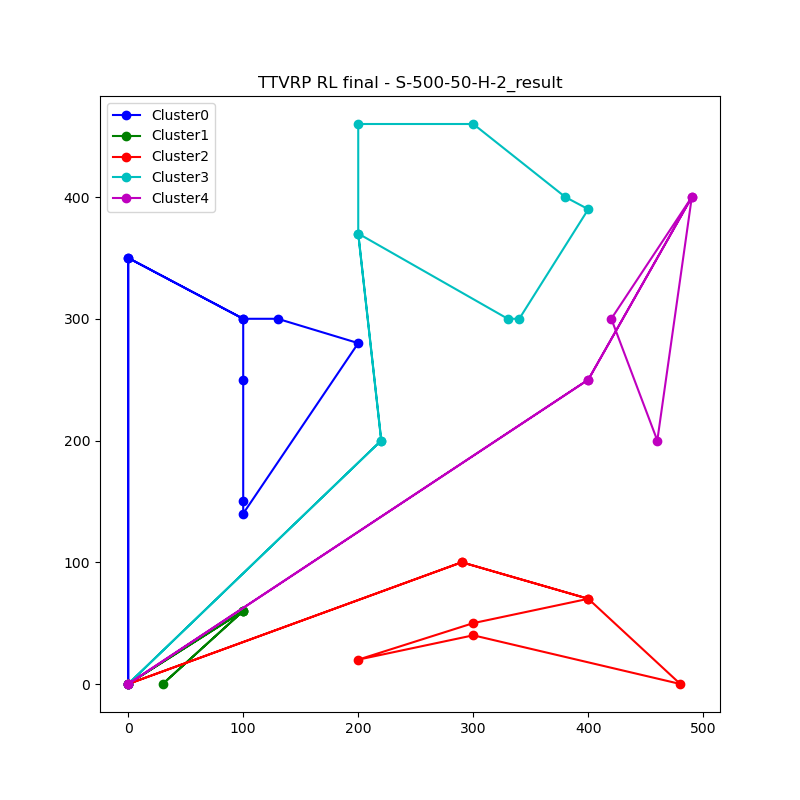 TTVRP RL final - S-500-50-H-2_result
Cluster0
Cluster1
Cluster2
Cluster3
Cluster4
400
300
200
100
0
0 100 200 300 400 500